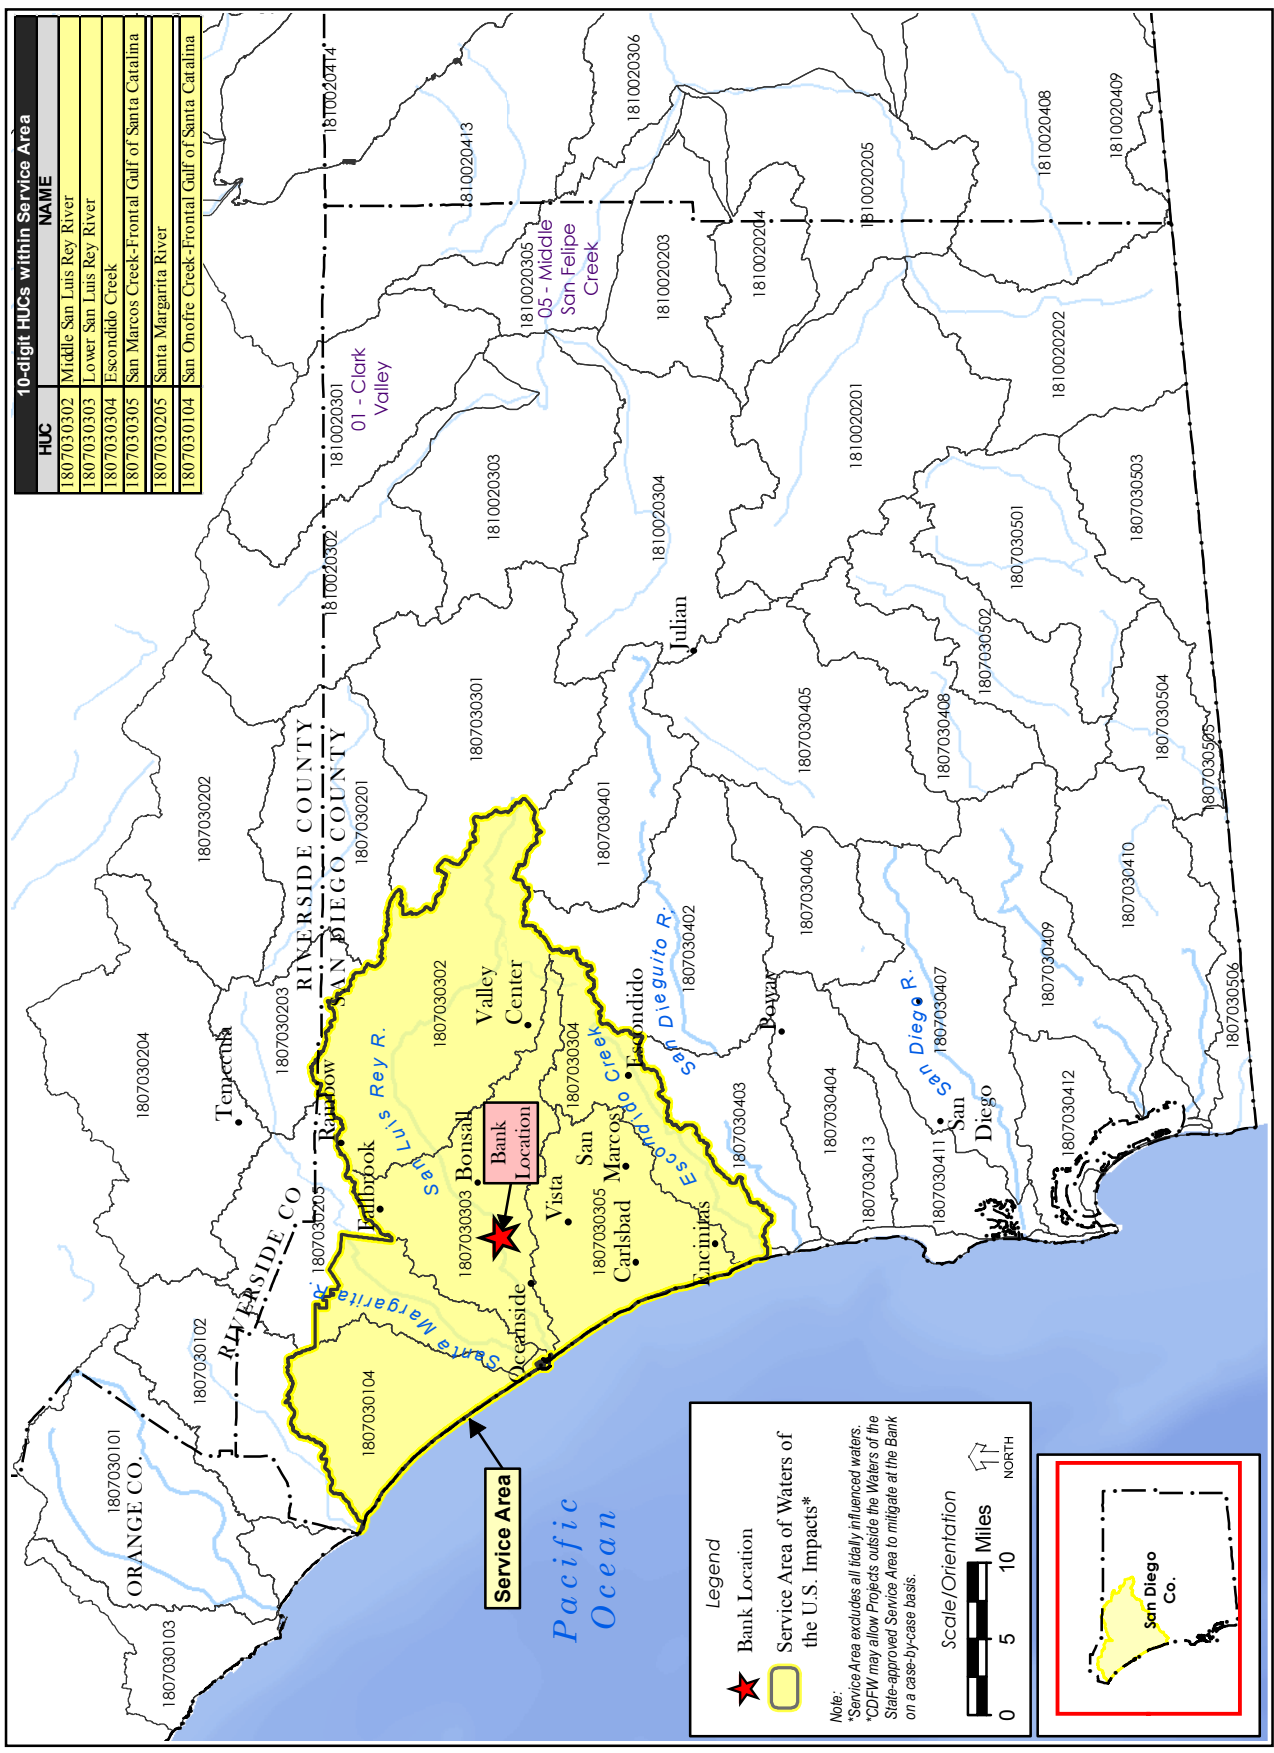 10-digit HUCs within Service Area
HUC NAME
1807030302 Middle San Luis Rey River
1807030303 Lower San Luis Rey River
1807030304 Escondido Creek
1807030305 San Marcos Creek-Frontal Gulf of Santa Catalina
1807030205 Santa Margarita River
1807030104 San Onofre Creek-Frontal Gulf of Santa Catalina
1807030103
1807030101
ORANGE CO.
1807030102
RIVERSIDE CO
1807030204
Temecula
1807030203
1807030202
RIVERSIDE COUNTY
SAN DIEGO COUNTY
1807030201
1810020302
1810020301
01 - Clark
Valley
1810020414
1810020413
1810020306
1810020305
05 - Middle
San Felipe
Creek
1810020303
1810020304
1810020203
1810020204
1810020205
1810020408
1810020409
1810020202
1810020201
1807030205
Rainbow
Fallbrook
San Luis Rey R.
1807030302
1807030301
Valley
Center
Bonsall
1807030303
Bank
Location
Santa Margarita R.
1807030104
Oceanside
Vista
San
Marcos
1807030304
Escondido Creek
Escondido
1807030305
Carlsbad
Encinitas
Service Area
Pacific
Ocean
1807030401
Julian
San Dieguito R.
1807030402
1807030403
Poway
1807030404
1807030406
1807030405
1807030413
1807030411
San Diego R.
1807030407
San
Diego
1807030408
1807030502
1807030501
1807030503
1807030504
1807030505
1807030409
1807030410
1807030412
1807030506
Legend
Bank Location
Service Area of Waters of
the U.S. Impacts*
Note:
*Service Area excludes all tidally influenced waters.
*CDFW may allow Projects outside the Waters of the
State-approved Service Area to mitigate at the Bank
on a case-by-case basis.
Scale/Orientation
0 5 10 Miles
NORTH
San Diego
Co.